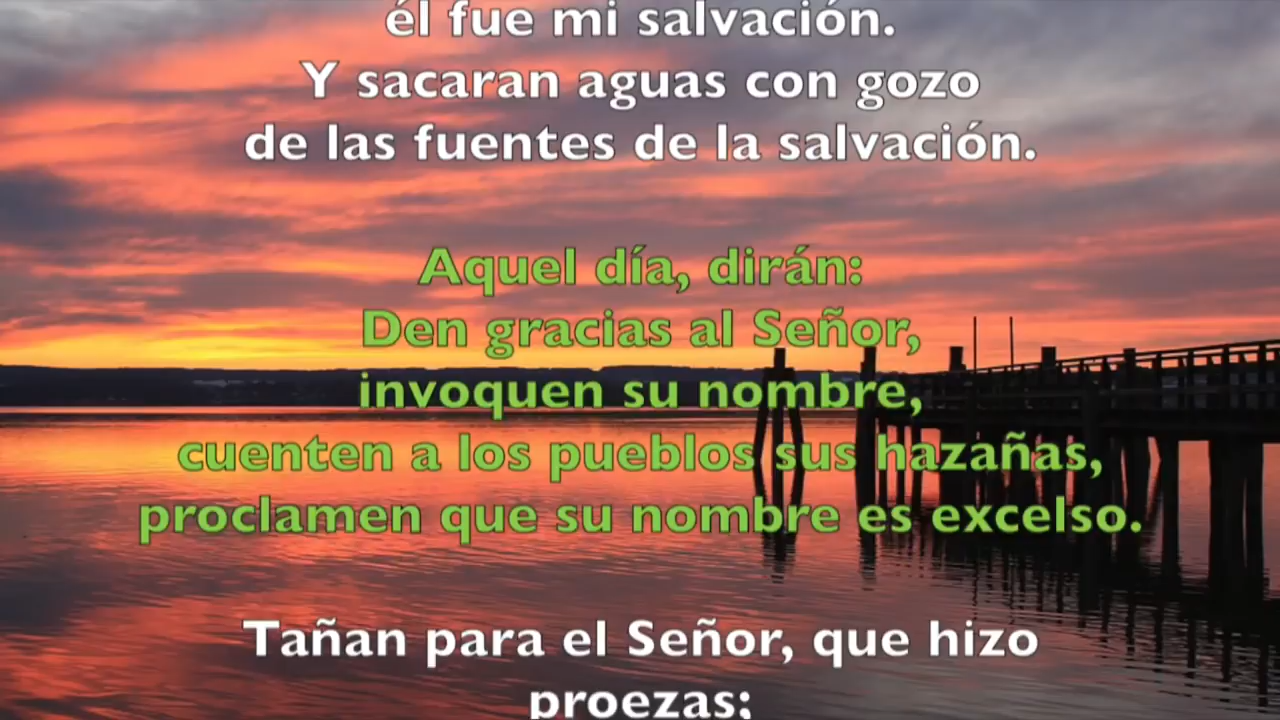 él fue mi salvación.
Y sacaran aguas con gozo
de las fuentes de la salvación.
Aquel día, dirán:
Den gracias al Señor,
invoquen su nombre,
cuenten a los pueblos sus hazañas,
proclamen que su nombre es excelso.
Tañan para el Señor, que hizo
proezas;